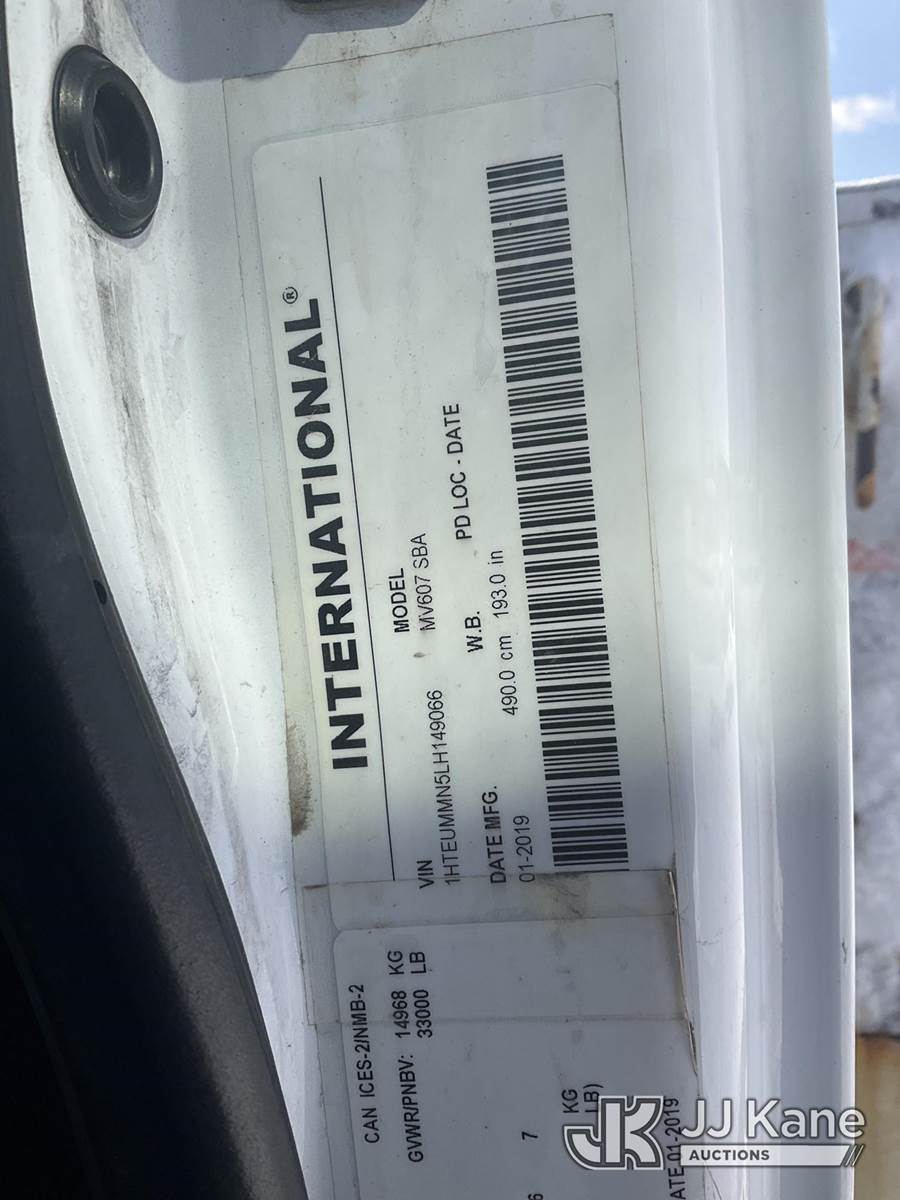 INTERNATIONAL®
VIN MODEL
1HTEUMMN5LH149066 MV607 SBA
DATE MFG. W.B. PD LOC - DATE
01-2019 490.0 cm 193.0 in
CAN ICES-2/NMB-2
GVWR/PNBV: 14968 KG
33000 LB
6 7 KG
LB)
ATE 01-2019
JK JJ Kane
AUCTIONS